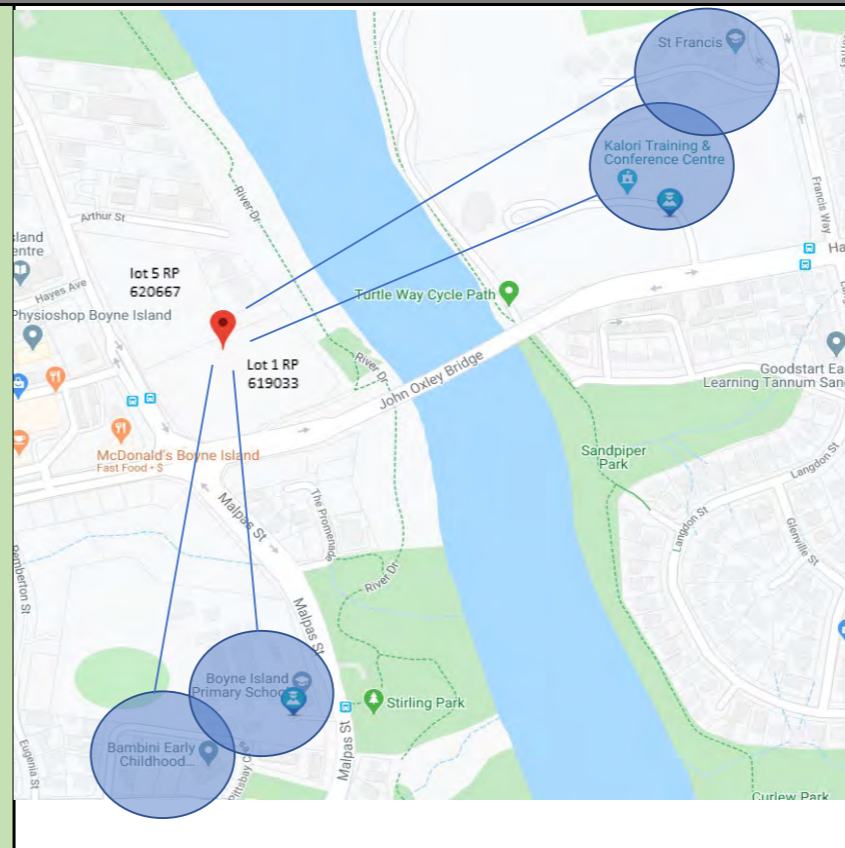 St Francis
Kalori Training &
Conference Centre
Francis Way
River Dr
Arthur St
sland
entre
lot 5 RP
620667
Hayes Ave
Physioshop Boyne Island
Turtle Way Cycle Path
Ha
Lot 1 RP
619033
River Dr
John Oxley Bridge
Goodstart Ea
Learning Tannum San
McDonald's Boyne Island
Fast Food • S
Sandpiper
Park
Langdon St
Langdon St
Glenville St
Malpas St
The Promenade
River Dr
Pemberton St
Malpas St
Boyne Island
Primary Schoo
Stirling Park
Bambini Early
Childhood...
Malpas St
Eugenia St
Curlew Park